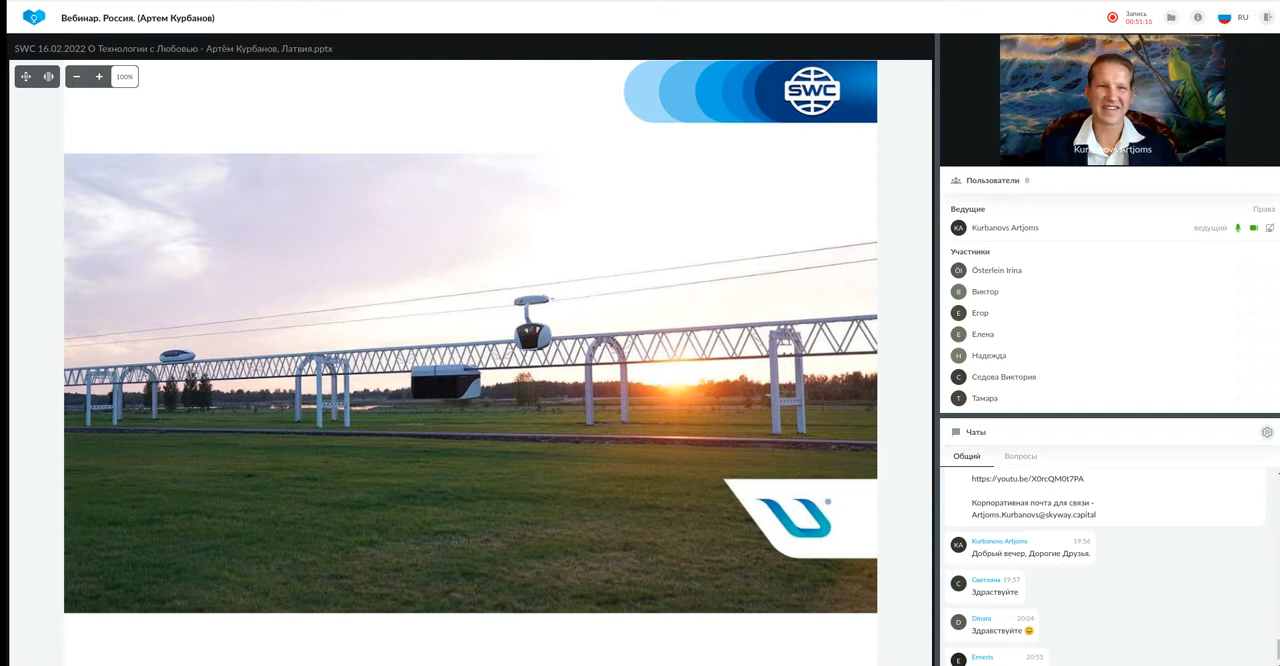 Вебинар. Россия. (Артем Курбанов)
Запись
00:51:16
RU
SWC 16.02.2022 О Технологии с Любовью - Артём Курбанов, Латвия.pptx
100%
SWC
Kurbanovs Artjoms
Пользователи 8
Ведущие Права
KA Kurbanovs Artjoms ведущий
Участники
ÖI Österlein Irina
В Виктор
Е Егор
Е Елена
Н Надежда
С Седова Виктория
Т Тамара
Чаты
Общий Вопросы
https://youtu.be/X0rcQM0t7PA
Корпоративная почта для связи -
Artjoms.Kurbanovs@skyway.capital
KA Kurbanovs Artjoms 19:56
Добрый вечер, Дорогие Друзья.
С Светлана 19:57
Здраствуйте
D Dinara 20:04
Здравствуйте 😊
E Ernests 20:55